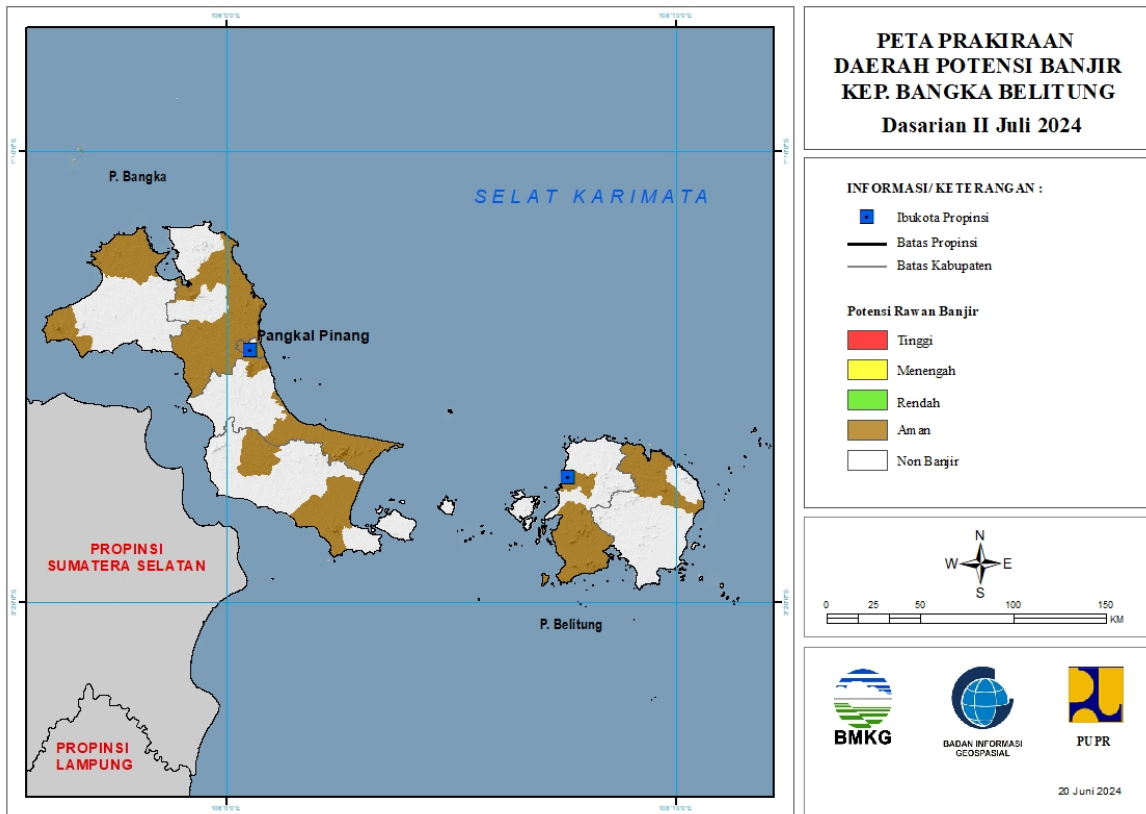 PETA PRAKIRAAN
DAERAH POTENSI BANJIR
KEP. BANGKA BELITUNG
Dasarian II Juli 2024
P. Bangka
SELAT KARIMATA
Pangkal Pinang
PROPINSI
SUMATERA SELATAN
P. Belitung
PROPINSI
LAMPUNG
INFORMASI/ KETERANGAN :
Ibukota Propinsi
Batas Propinsi
Batas Kabupaten
Potensi Rawan Banjir
Tinggi
Menengah
Rendah
Aman
Non Banjir
N
W E
S
0 25 50 100 150
KM
BMKG
BADAN INFORMASI
GEOSPASIAL
PUPR
20 Juni 2024